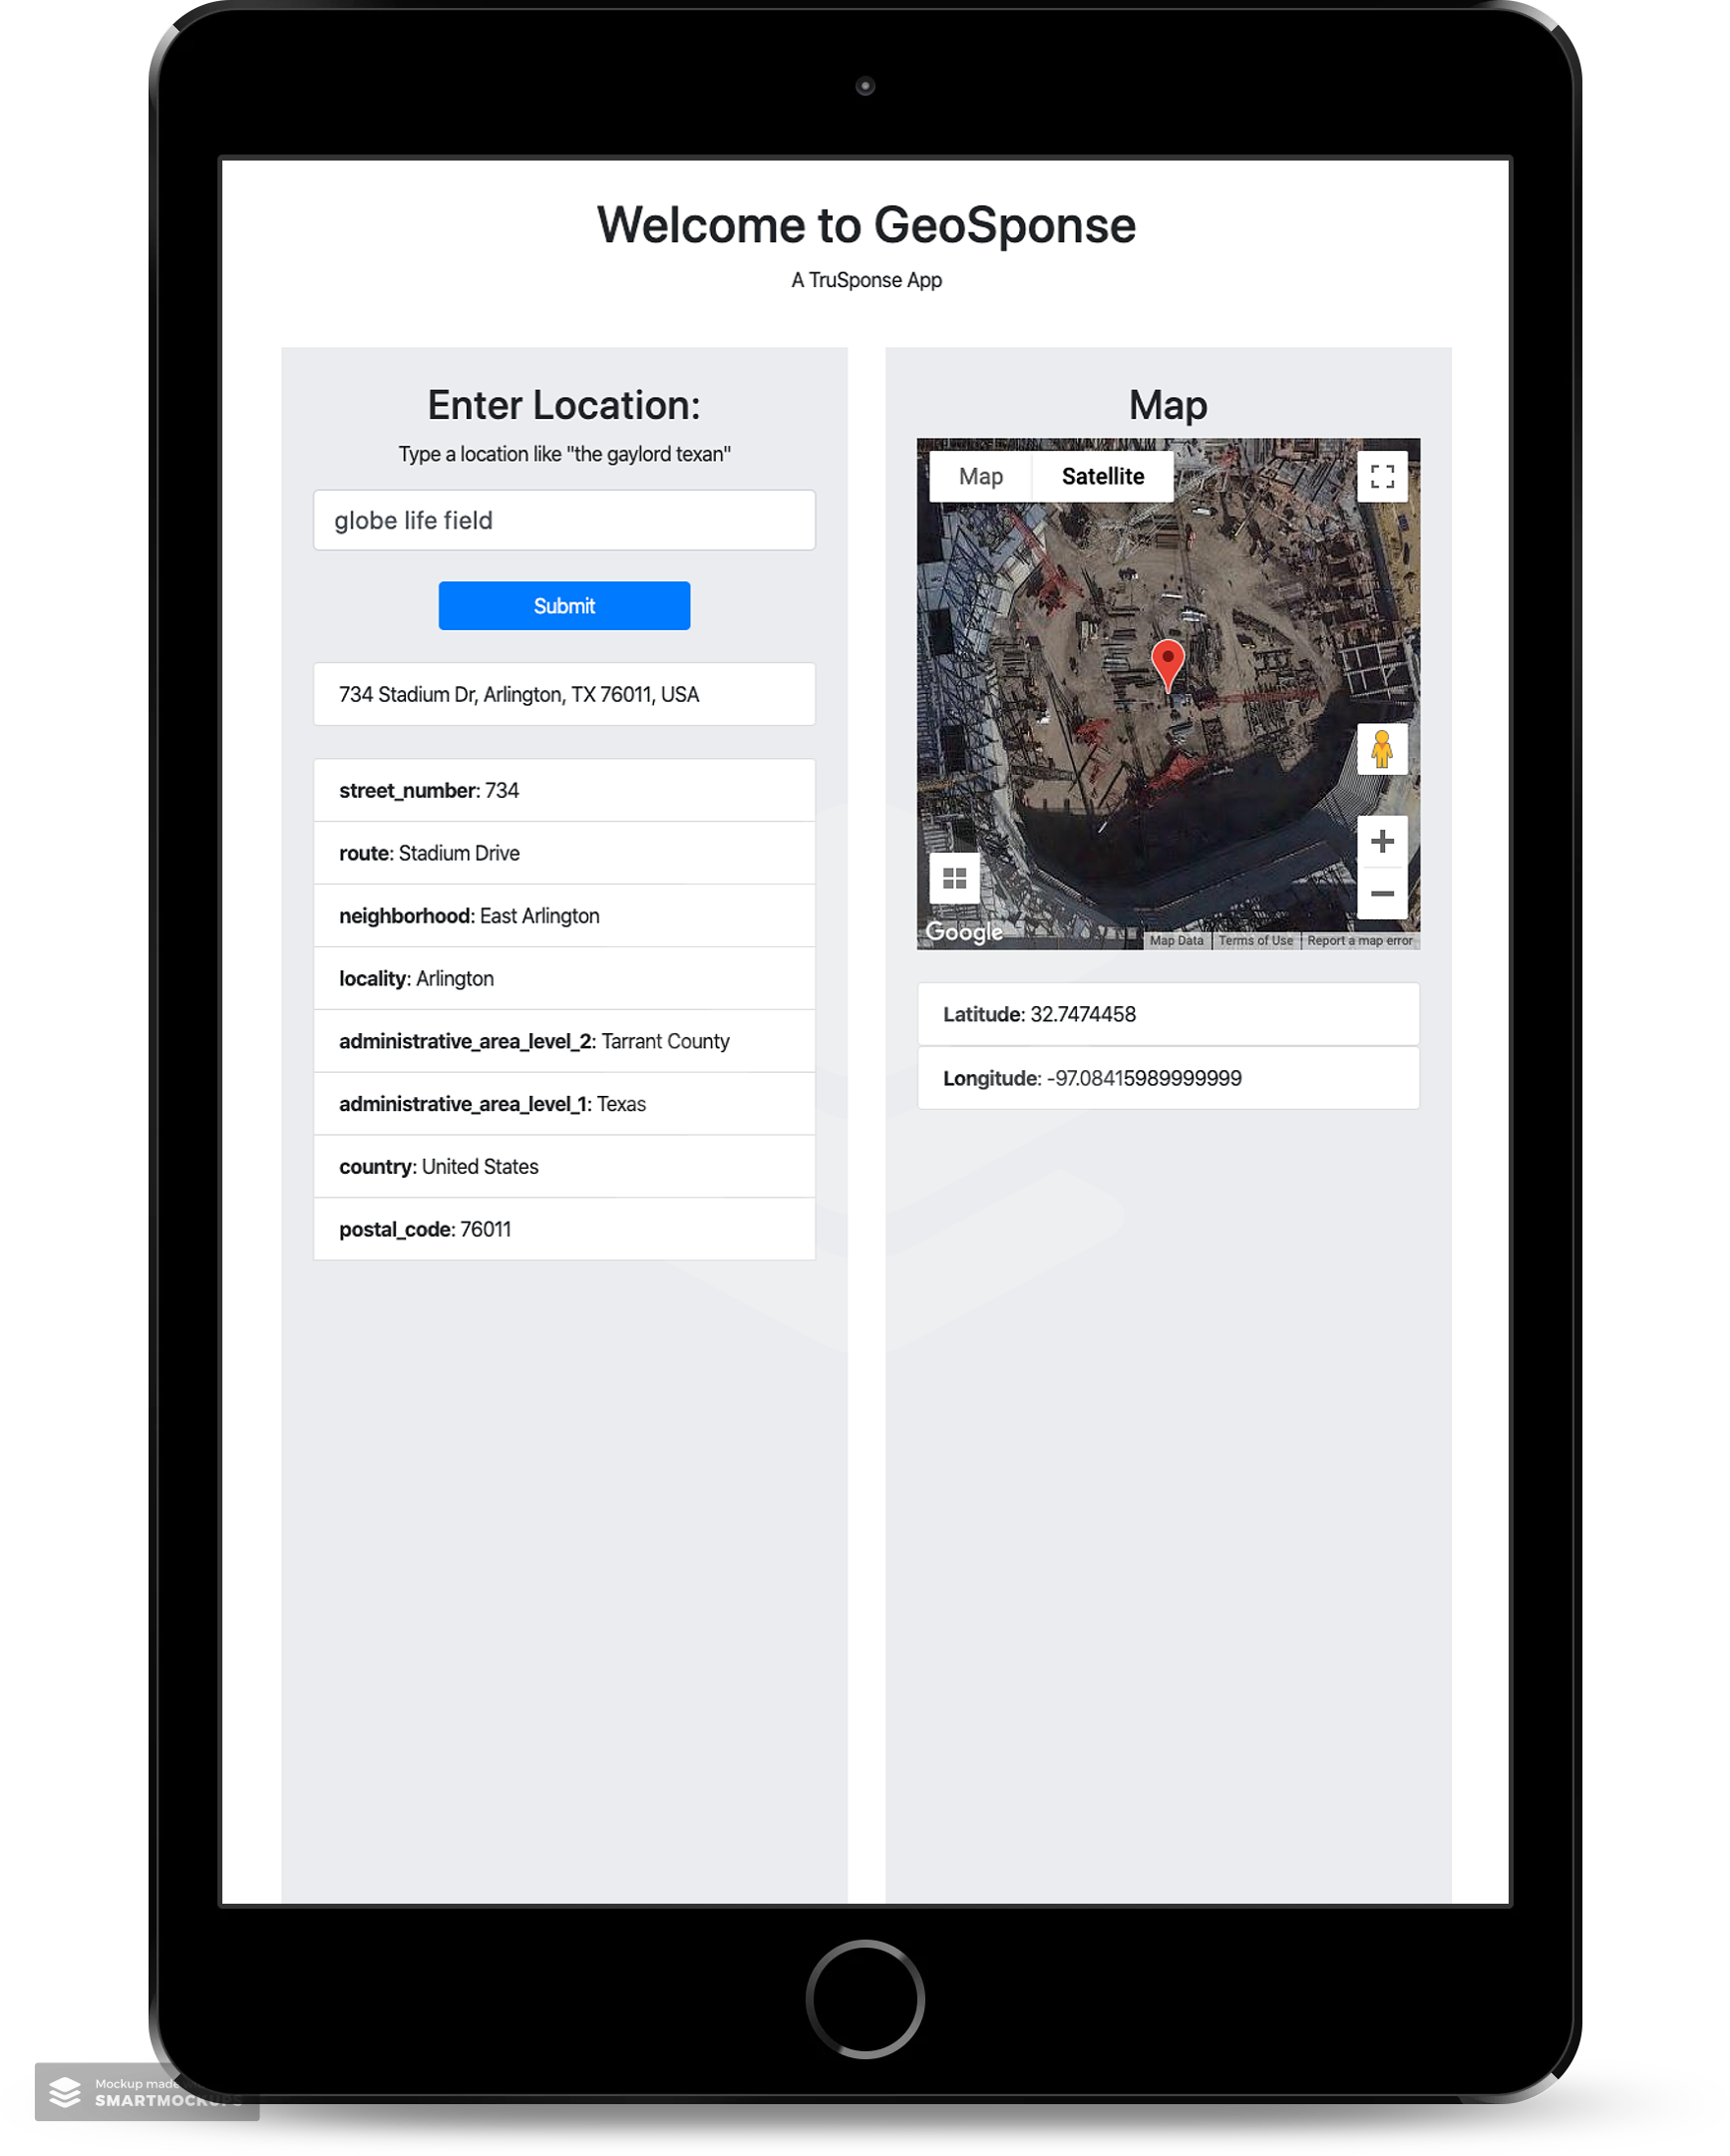 Welcome to GeoSponse
A TruSponse App
Enter Location:
Type a location like "the gaylord texan"
globe life field
Submit
734 Stadium Dr, Arlington, TX 76011, USA
street_number: 734
route: Stadium Drive
neighborhood: East Arlington
locality: Arlington
administrative_area_level_2: Tarrant County
administrative_area_level_1: Texas
country: United States
postal_code: 76011
Map
Map Satellite
Google
Map Data Terms of Use Report a map error
Latitude: 32.7474458
Longitude: -97.08415989999999
Mockup made
SMARTMOCKUPS